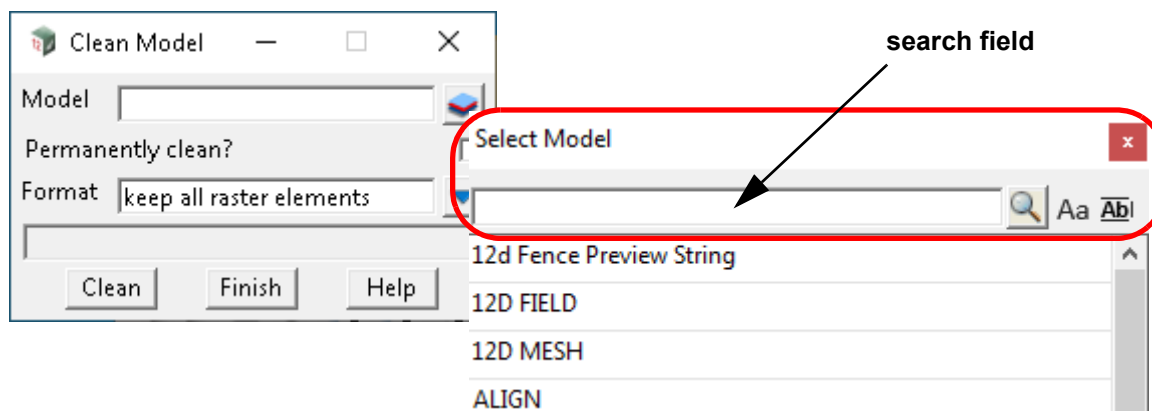 Clean Model
search field
Model
Select Model
Permanently clean?
Format keep all raster elements
Aa Abl
12d Fence Preview String
Clean Finish Help
12D FIELD
12D MESH
ALIGN